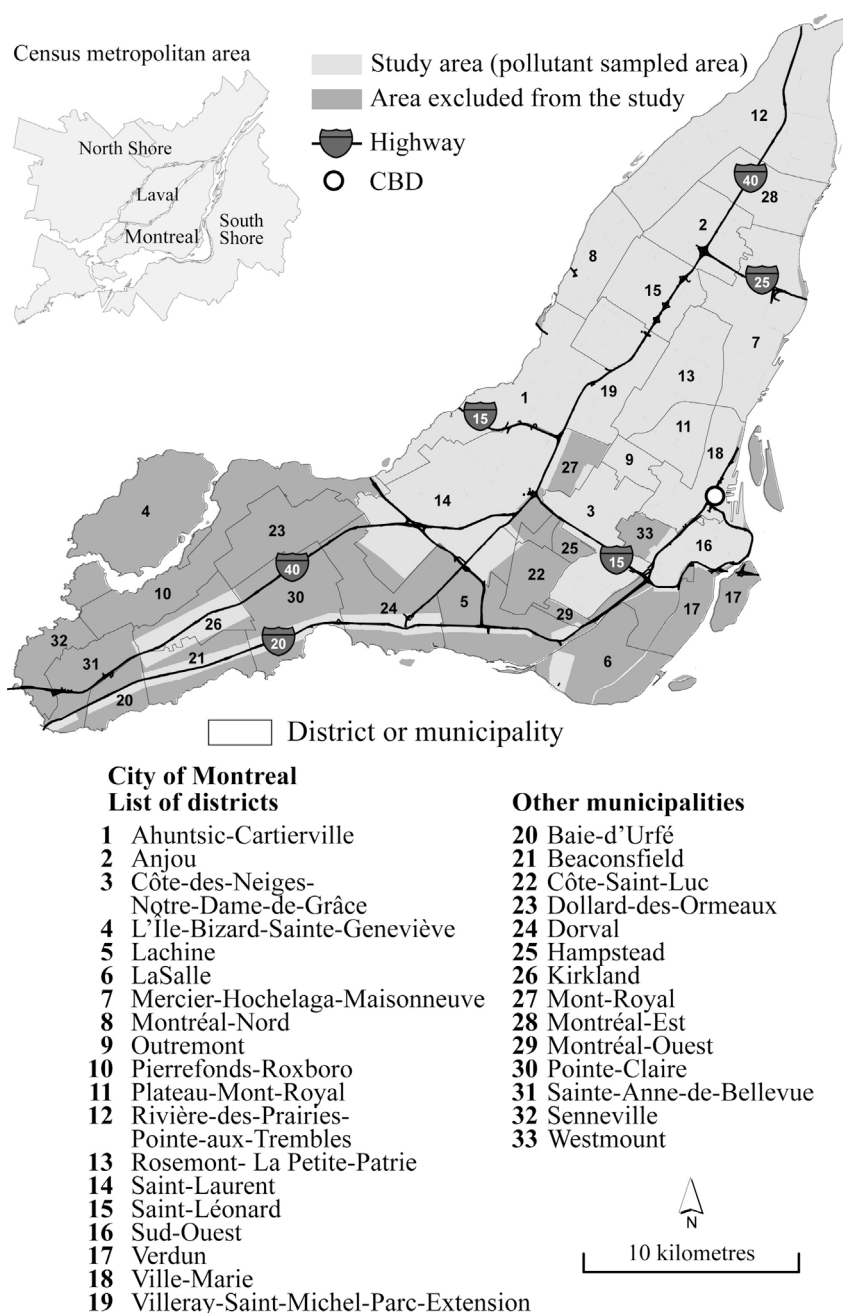 Census metropolitan area
North Shore
Laval
Montreal
South
Shore
Study area (pollutant sampled area)
Area excluded from the study
Highway
CBD
12
40
28
2
8
25
15
7
13
1
19
15
11
18
27
9
14
4
3
33
23
16
25
15
40
22
10
30
17
17
5
24
29
26
32
20
6
21
31
20
District or municipality
City of Montreal
List of districts
1 Ahuntsic-Cartierville
2 Anjou
3 Côte-des-Neiges-
Notre-Dame-de-Grâce
4 L'Île-Bizard-Sainte-Geneviève
5 Lachine
6 LaSalle
7 Mercier-Hochelaga-Maisonneuve
8 Montréal-Nord
9 Outremont
10 Pierrefonds-Roxboro
11 Plateau-Mont-Royal
12 Rivière-des-Prairies-
Pointe-aux-Trembles
13 Rosemont- La Petite-Patrie
14 Saint-Laurent
15 Saint-Léonard
16 Sud-Ouest
17 Verdun
18 Ville-Marie
19 Villeray-Saint-Michel-Parc-Extension
Other municipalities
20 Baie-d'Urfé
21 Beaconsfield
22 Côte-Saint-Luc
23 Dollard-des-Ormeaux
24 Dorval
25 Hampstead
26 Kirkland
27 Mont-Royal
28 Montréal-Est
29 Montréal-Ouest
30 Pointe-Claire
31 Sainte-Anne-de-Bellevue
32 Senneville
33 Westmount
N
10 kilometres